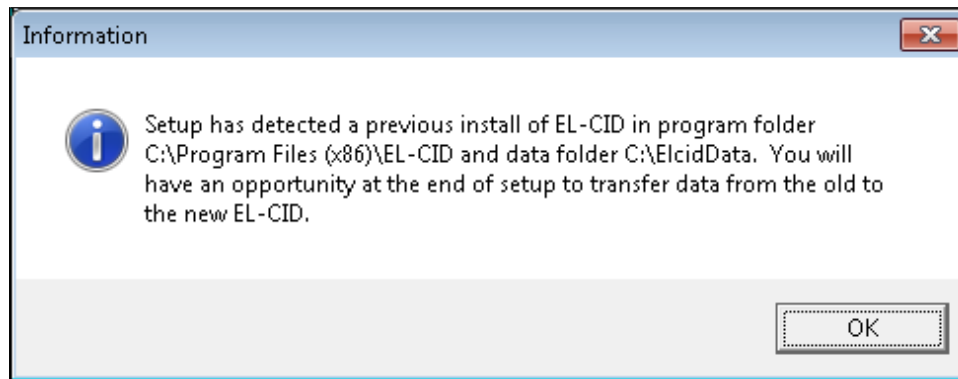 Information
Setup has detected a previous install of EL-CID in program folder
C:\Program Files (x86)\EL-CID and data folder C:\ElcidData.  You will
have an opportunity at the end of setup to transfer data from the old to
the new EL-CID.
OK